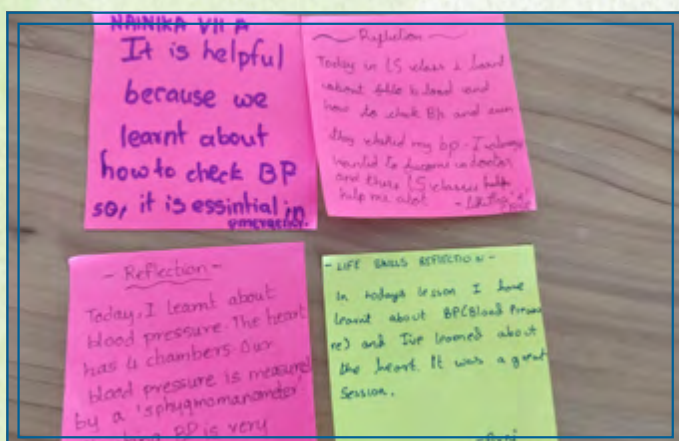 NAINIKA VII A
It is helpful
because we
learnt about
how to check BP
so, it is essintial in
emergency.
Reflection
Today in LS class i learnt
about blood and
how to check BP and even
they checked my bp. I always
wanted to become a doctor
and these LS classes
help me alot
- Reflection -
Today, I learnt about
blood pressure. The heart
has 4 chambers. Our
blood pressure is measured
by a 'sphygmomanometer'
BP is very
- LIFE SKILLS REFLECTION -
In todays lesson I have
learnt about BP(Blood Pressu
re) and I've learned about
the heart. It was a great
Session.